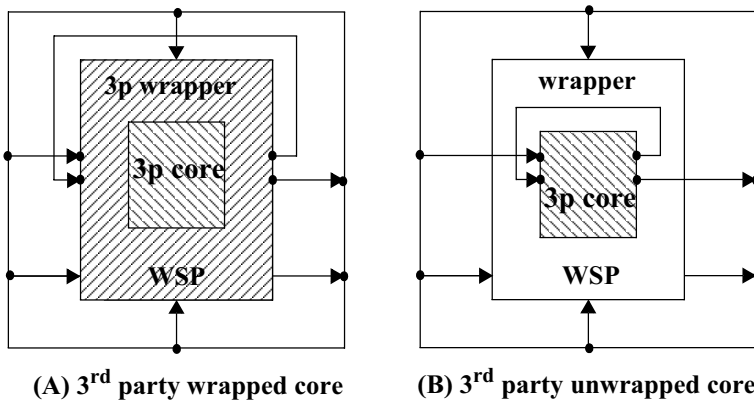 3p wrapper
3p core
WSP
(A) 3rd party wrapped core
wrapper
3p core
WSP
(B) 3rd party unwrapped core